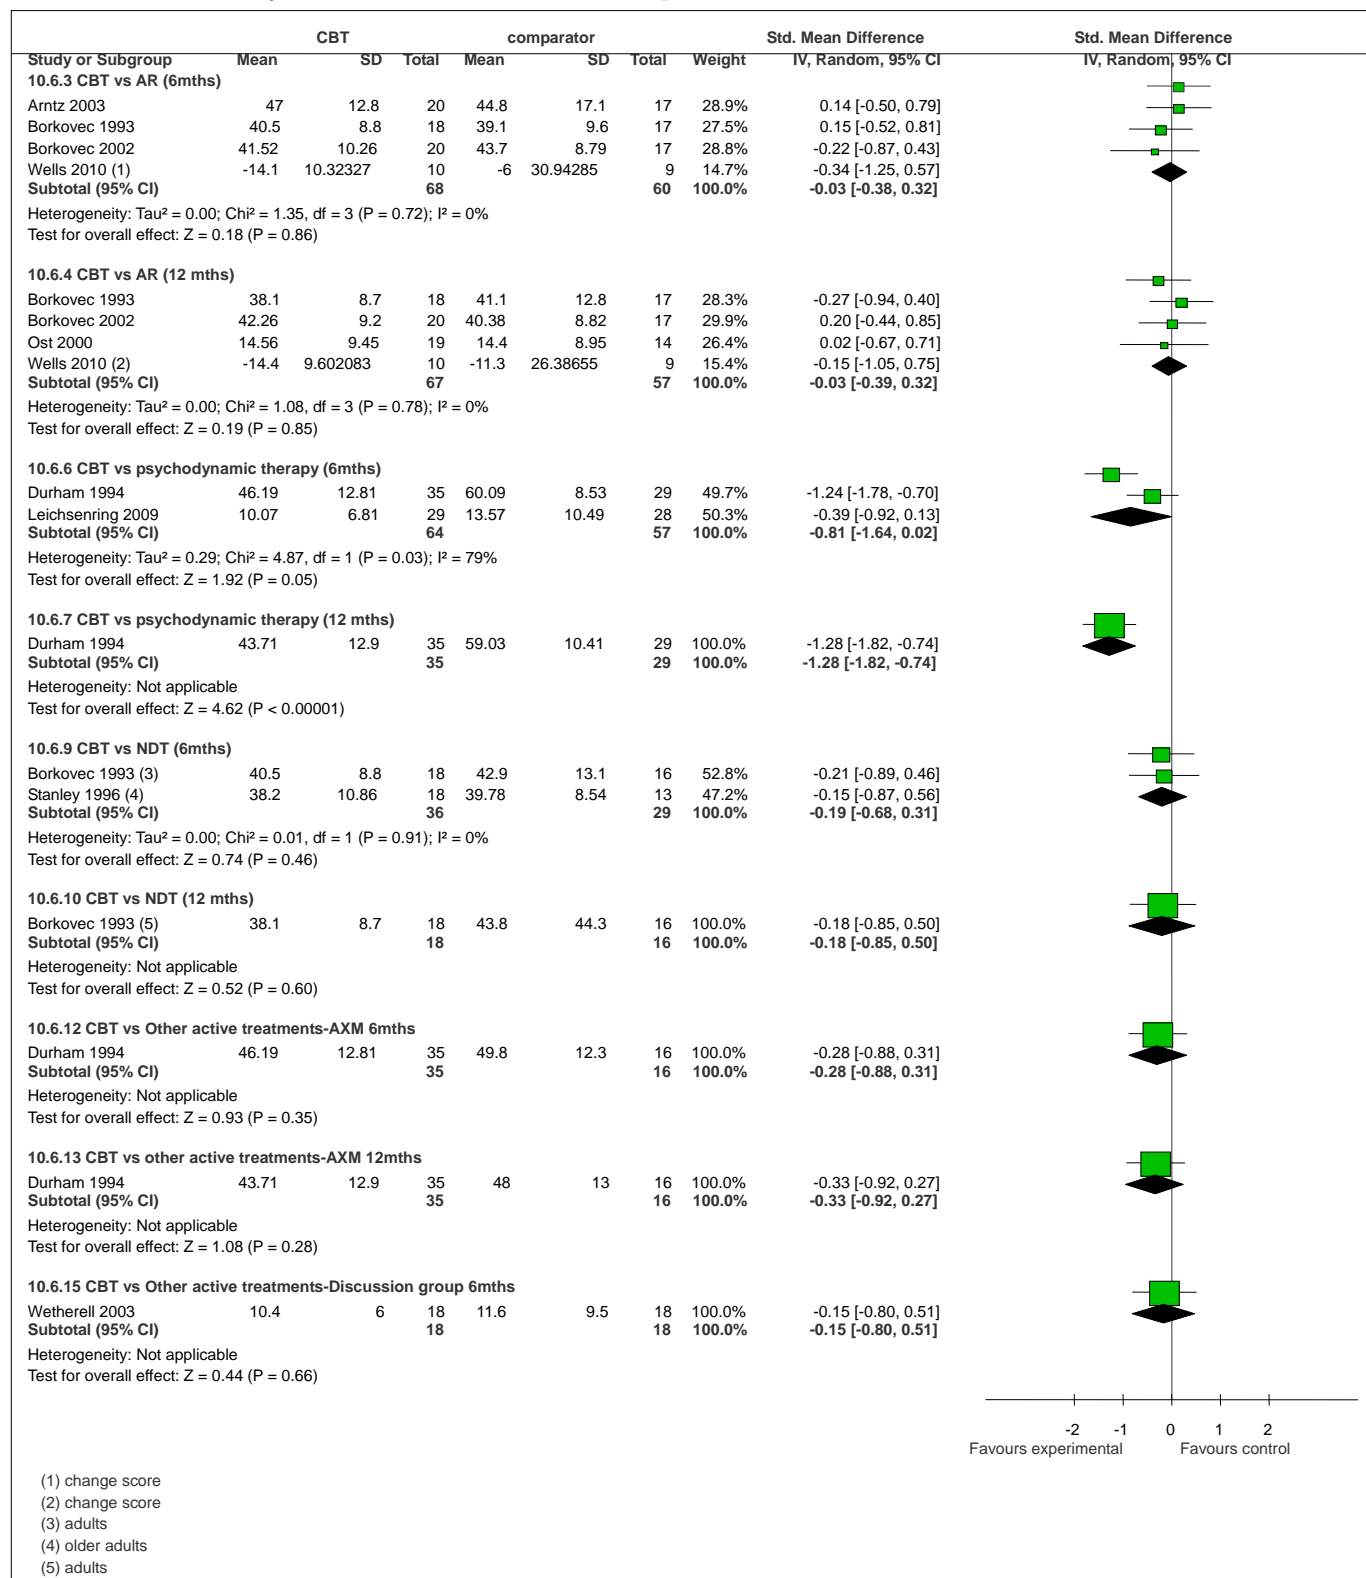 CBT comparator Std. Mean Difference Std. Mean Difference
Study or Subgroup Mean SD Total Mean SD Total Weight IV, Random, 95% CI IV, Random, 95% CI
10.6.3 CBT vs AR (6mths)
Arntz 2003 47 12.8 20 44.8 17.1 17 28.9% 0.14 [-0.50, 0.79]
Borkovec 1993 40.5 8.8 18 39.1 9.6 17 27.5% 0.15 [-0.52, 0.81]
Borkovec 2002 41.52 10.26 20 43.7 8.79 17 28.8% -0.22 [-0.87, 0.43]
Wells 2010 (1) -14.1 10.32327 10 -6 30.94285 9 14.7% -0.34 [-1.25, 0.57]
Subtotal (95% CI) 68 60 100.0% -0.03 [-0.38, 0.32]
Heterogeneity: Tau² = 0.00; Chi² = 1.35, df = 3 (P = 0.72); I² = 0%
Test for overall effect: Z = 0.18 (P = 0.86)
10.6.4 CBT vs AR (12 mths)
Borkovec 1993 38.1 8.7 18 41.1 12.8 17 28.3% -0.27 [-0.94, 0.40]
Borkovec 2002 42.26 9.2 20 40.38 8.82 17 29.9% 0.20 [-0.44, 0.85]
Ost 2000 14.56 9.45 19 14.4 8.95 14 26.4% 0.02 [-0.67, 0.71]
Wells 2010 (2) -14.4 9.602083 10 -11.3 26.38655 9 15.4% -0.15 [-1.05, 0.75]
Subtotal (95% CI) 67 57 100.0% -0.03 [-0.39, 0.32]
Heterogeneity: Tau² = 0.00; Chi² = 1.08, df = 3 (P = 0.78); I² = 0%
Test for overall effect: Z = 0.19 (P = 0.85)
10.6.6 CBT vs psychodynamic therapy (6mths)
Durham 1994 46.19 12.81 35 60.09 8.53 29 49.7% -1.24 [-1.78, -0.70]
Leichsenring 2009 10.07 6.81 29 13.57 10.49 28 50.3% -0.39 [-0.92, 0.13]
Subtotal (95% CI) 64 57 100.0% -0.81 [-1.64, 0.02]
Heterogeneity: Tau² = 0.29; Chi² = 4.87, df = 1 (P = 0.03); I² = 79%
Test for overall effect: Z = 1.92 (P = 0.05)
10.6.7 CBT vs psychodynamic therapy (12 mths)
Durham 1994 43.71 12.9 35 59.03 10.41 29 100.0% -1.28 [-1.82, -0.74]
Subtotal (95% CI) 35 29 100.0% -1.28 [-1.82, -0.74]
Heterogeneity: Not applicable
Test for overall effect: Z = 4.62 (P < 0.00001)
10.6.9 CBT vs NDT (6mths)
Borkovec 1993 (3) 40.5 8.8 18 42.9 13.1 16 52.8% -0.21 [-0.89, 0.46]
Stanley 1996 (4) 38.2 10.86 18 39.78 8.54 13 47.2% -0.15 [-0.87, 0.56]
Subtotal (95% CI) 36 29 100.0% -0.19 [-0.68, 0.31]
Heterogeneity: Tau² = 0.00; Chi² = 0.01, df = 1 (P = 0.91); I² = 0%
Test for overall effect: Z = 0.74 (P = 0.46)
10.6.10 CBT vs NDT (12 mths)
Borkovec 1993 (5) 38.1 8.7 18 43.8 44.3 16 100.0% -0.18 [-0.85, 0.50]
Subtotal (95% CI) 18 16 100.0% -0.18 [-0.85, 0.50]
Heterogeneity: Not applicable
Test for overall effect: Z = 0.52 (P = 0.60)
10.6.12 CBT vs Other active treatments-AXM 6mths
Durham 1994 46.19 12.81 35 49.8 12.3 16 100.0% -0.28 [-0.88, 0.31]
Subtotal (95% CI) 35 16 100.0% -0.28 [-0.88, 0.31]
Heterogeneity: Not applicable
Test for overall effect: Z = 0.93 (P = 0.35)
10.6.13 CBT vs other active treatments-AXM 12mths
Durham 1994 43.71 12.9 35 48 13 16 100.0% -0.33 [-0.92, 0.27]
Subtotal (95% CI) 35 16 100.0% -0.33 [-0.92, 0.27]
Heterogeneity: Not applicable
Test for overall effect: Z = 1.08 (P = 0.28)
10.6.15 CBT vs Other active treatments-Discussion group 6mths
Wetherell 2003 10.4 6 18 11.6 9.5 18 100.0% -0.15 [-0.80, 0.51]
Subtotal (95% CI) 18 18 100.0% -0.15 [-0.80, 0.51]
Heterogeneity: Not applicable
Test for overall effect: Z = 0.44 (P = 0.66)
-2 -1 0 1 2
Favours experimental Favours control
(1) change score
(2) change score
(3) adults
(4) older adults
(5) adults